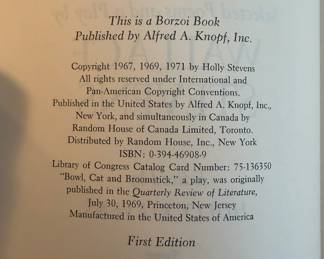 This is a Borzoi Book
Published by Alfred A. Knopf, Inc.
Copyright 1967, 1969, 1971 by Holly Stevens
All rights reserved under International and
Pan-American Copyright Conventions.
Published in the United States by Alfred A. Knopf, Inc.,
New York, and simultaneously in Canada by
Random House of Canada Limited, Toronto.
Distributed by Random House, Inc., New York
ISBN: 0-394-46908-9
Library of Congress Catalog Card Number: 75-136350
"Bowl, Cat and Broomstick," a play, was originally
published in the Quarterly Review of Literature,
July 30, 1969, Princeton, New Jersey
Manufactured in the United States of America
First Edition